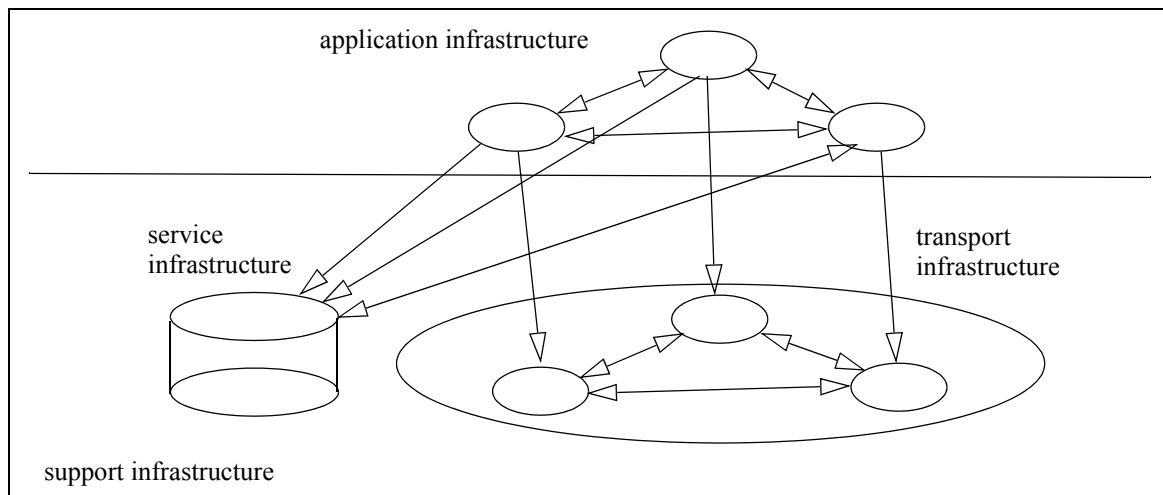 application infrastructure
service
infrastructure
transport
infrastructure
support infrastructure